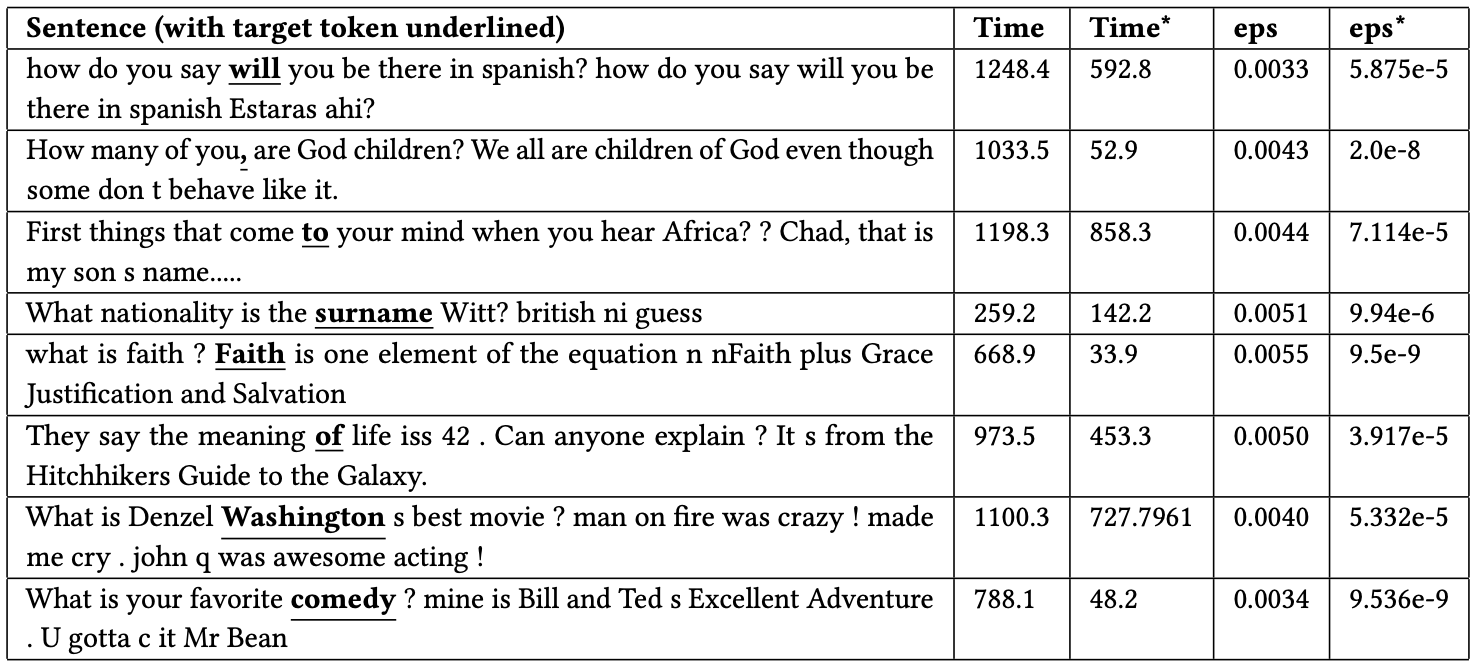 Sentence (with target token underlined) Time Time* eps eps*
how do you say will you be there in spanish? how do you say will you be 1248.4 592.8 0.0033 5.875e-5
there in spanish Estaras ahi?
How many of you, are God children? We all are children of God even though 1033.5 52.9 0.0043 2.0e-8
some don t behave like it.
First things that come to your mind when you hear Africa? ? Chad, that is 1198.3 858.3 0.0044 7.114e-5
my son s name.....
What nationality is the surname Witt? british ni guess 259.2 142.2 0.0051 9.94e-6
what is faith ? Faith is one element of the equation n nFaith plus Grace 668.9 33.9 0.0055 9.5e-9
Justification and Salvation
They say the meaning of life iss 42 . Can anyone explain ? It s from the 973.5 453.3 0.0050 3.917e-5
Hitchhikers Guide to the Galaxy.
What is Denzel Washington s best movie ? man on fire was crazy ! made 1100.3 727.7961 0.0040 5.332e-5
me cry . john q was awesome acting !
What is your favorite comedy ? mine is Bill and Ted s Excellent Adventure 788.1 48.2 0.0034 9.536e-9
. U gotta c it Mr Bean